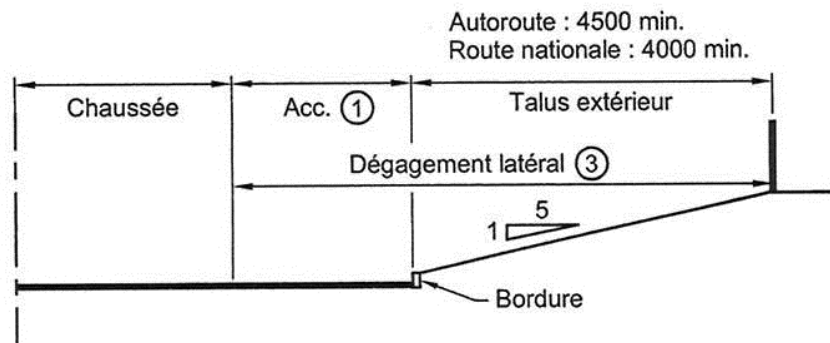 Autoroute : 4500 min.
Route nationale : 4000 min.
Chaussée
Acc. ①
Talus extérieur
Dégagement latéral ③
5
1
Bordure